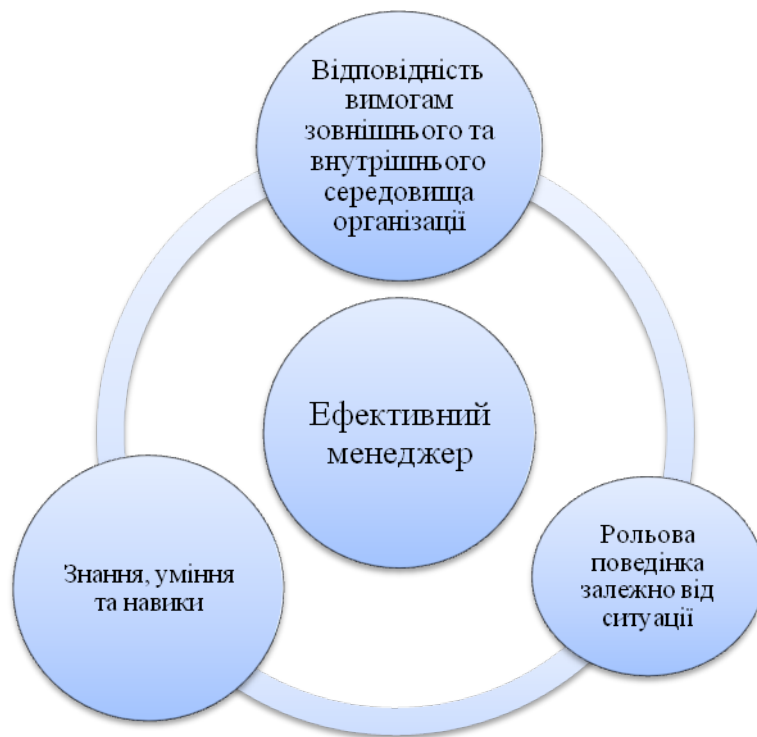 Відповідність
вимогам
зовнішнього та
внутрішнього
середовища
організації
Ефективний
менеджер
Знання, уміння
та навики
Рольова
поведінка
залежно від
ситуації